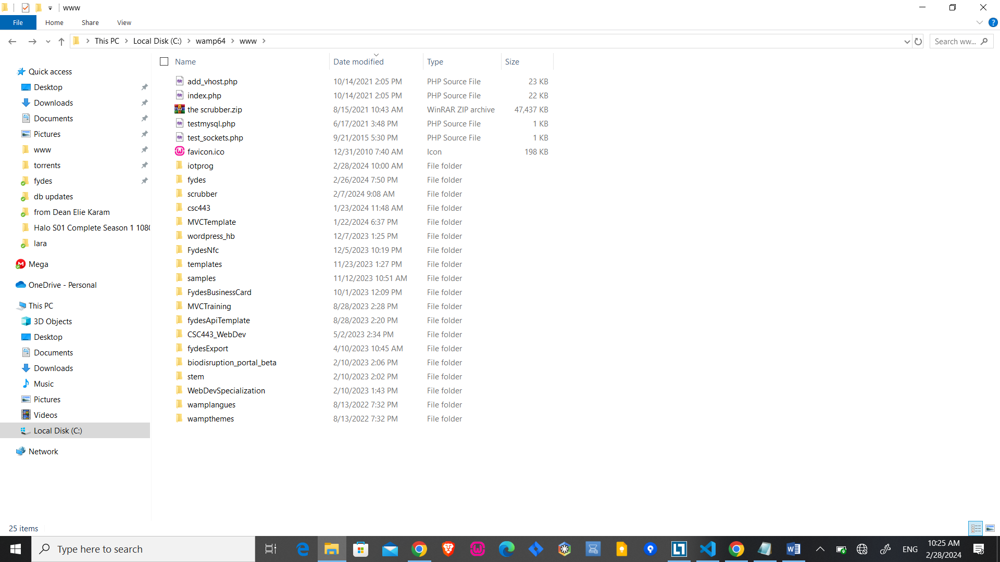 www
File Home Share View
This PC Local Disk (C:) wamp64 www Search ww...
Quick access
Desktop
Downloads
Documents
Pictures
www
torrents
fydes
db updates
from Dean Elie Karam
Halo S01 Complete Season 1 108
lara
Mega
OneDrive - Personal
This PC
3D Objects
Desktop
Documents
Downloads
Music
Pictures
Videos
Local Disk (C:)
Network
Name Date modified Type Size
add_vhost.php 10/14/2021 2:05 PM PHP Source File 23 KB
index.php 10/14/2021 2:05 PM PHP Source File 22 KB
the scrubber.zip 8/15/2021 10:43 AM WinRAR ZIP archive 47,437 KB
testmysql.php 6/17/2021 3:48 PM PHP Source File 1 KB
test_sockets.php 9/21/2015 5:30 PM PHP Source File 1 KB
favicon.ico 12/31/2010 7:40 AM Icon 198 KB
iotprog 2/28/2024 10:00 AM File folder
fydes 2/26/2024 7:50 PM File folder
scrubber 2/7/2024 9:08 AM File folder
csc443 1/23/2024 11:48 AM File folder
MVCTemplate 1/22/2024 6:37 PM File folder
wordpress_hb 12/7/2023 1:25 PM File folder
FydesNfc 12/5/2023 10:19 PM File folder
templates 11/23/2023 1:27 PM File folder
samples 11/12/2023 10:51 AM File folder
FydesBusinessCard 10/1/2023 12:09 PM File folder
MVCTraining 8/28/2023 2:28 PM File folder
fydesApiTemplate 8/28/2023 2:20 PM File folder
CSC443_WebDev 5/2/2023 2:34 PM File folder
fydesExport 4/10/2023 10:45 AM File folder
biodisruption_portal_beta 2/10/2023 2:06 PM File folder
stem 2/10/2023 2:02 PM File folder
WebDevSpecialization 2/10/2023 1:43 PM File folder
wamplangues 8/13/2022 7:32 PM File folder
wampthemes 8/13/2022 7:32 PM File folder
25 items
Type here to search
ENG
10:25 AM
2/28/2024